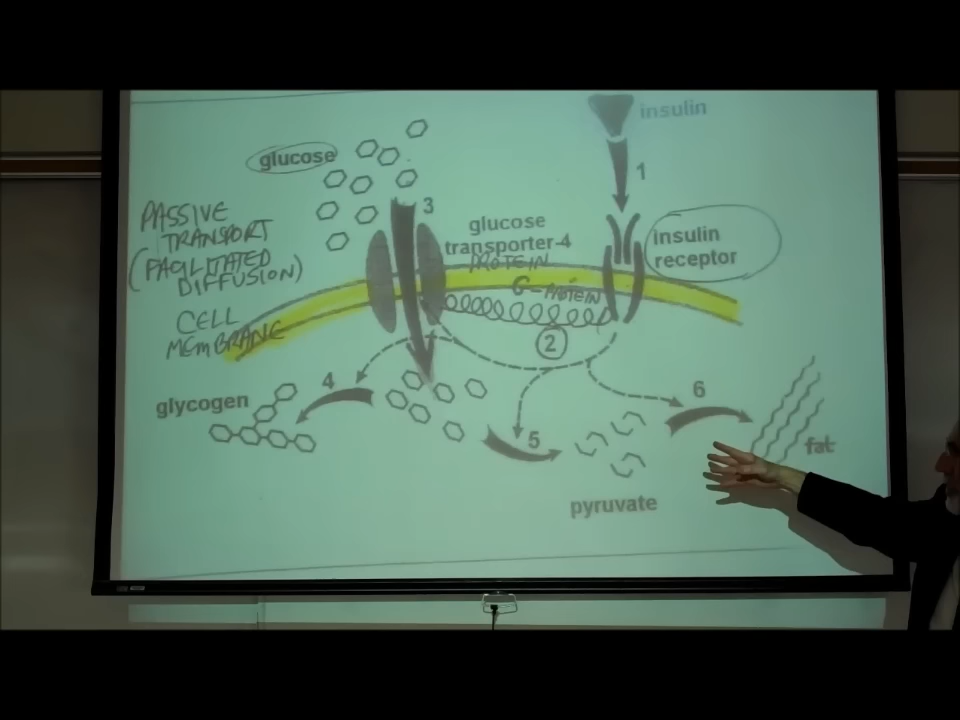 insulin
glucose
1
3
PASSIVE
TRANSPORT
(FACILITATED
DIFFUSION)
glucose
transporter-4
PROTEIN
Insulin
receptor
G-PROTEIN
CELL
MEMBRANE
2
4
glycogen
6
5
fat
pyruvate